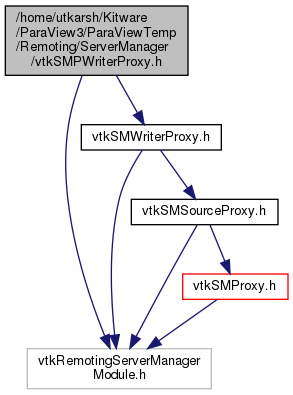 /home/utkarsh/Kitware
/ParaView3/ParaViewTemp
/Remoting/ServerManager
/vtkSMPWriterProxy.h
vtkSMWriterProxy.h
vtkSMSourceProxy.h
vtkSMProxy.h
vtkRemotingServerManager
Module.h